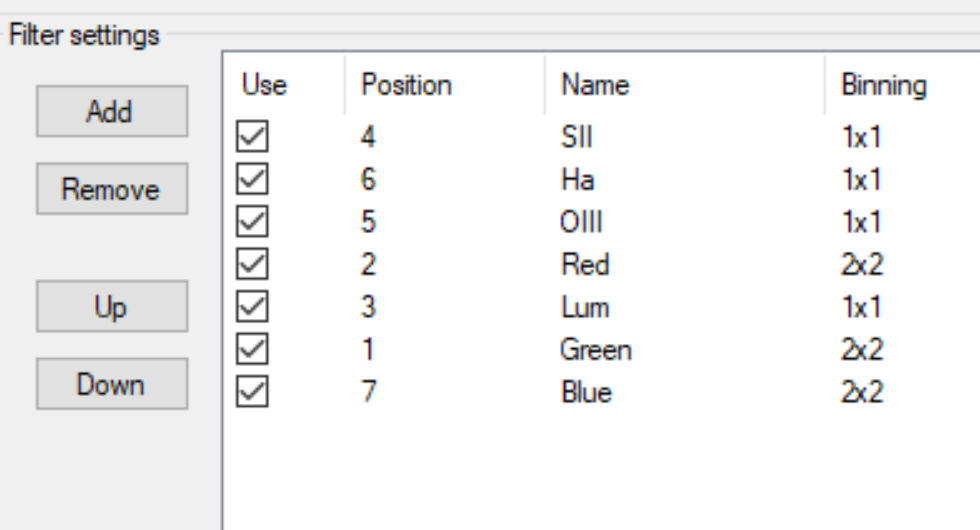 Filter settings
Add
Remove
Up
Down
Use Position Name Binning
4 SII 1x1
6 Ha 1x1
5 OIII 1x1
2 Red 2x2
3 Lum 1x1
1 Green 2x2
7 Blue 2x2